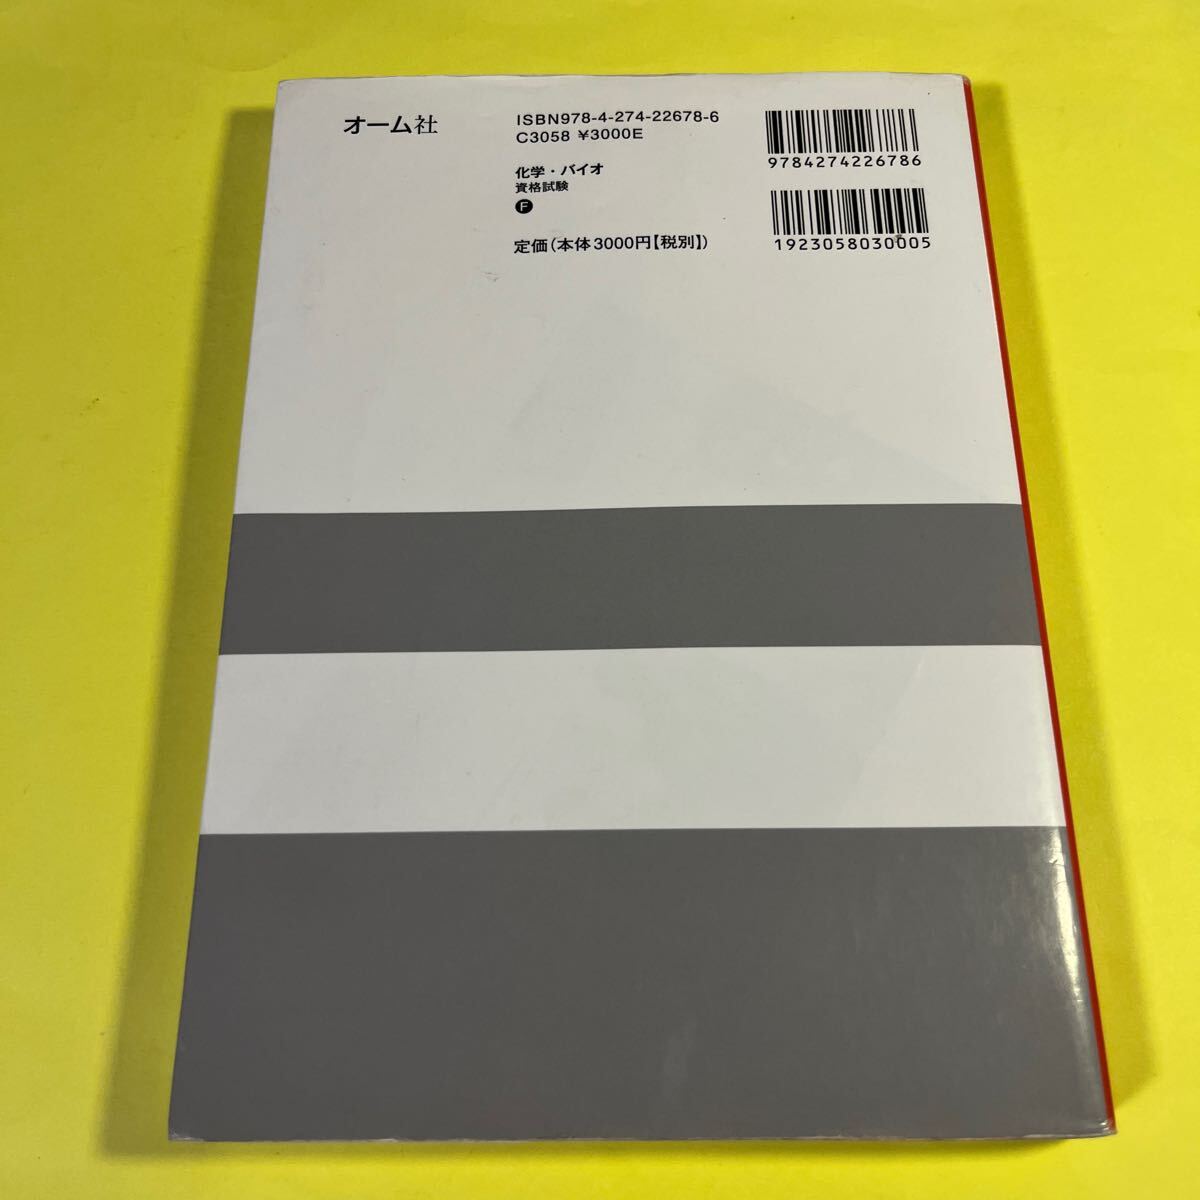 オーム社
ISBN978-4-274-22678-6
C3058 ¥3000E
化学・バイオ
資格試験
F
定価(本体3000円【税別】)
9784274226786
1923058030005